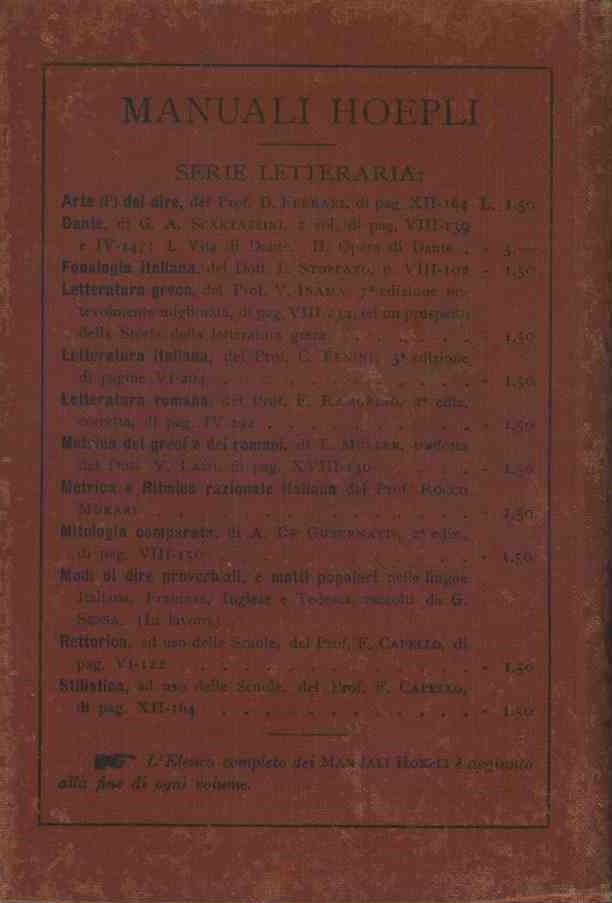 MANUALI HOEPLI
SERIE LETTERARIA:
Arte (l') del dire, del Prof. D. FERRARI, di pag. XII-164 L. 1,50
Dante, di G. A. SCARTAZZINI, 2 vol. di pag. VIII-139
e IV-147: I. Vita di Dante. II. Opere di Dante . „ 3,—
Fonologia italiana, del Dott. L. STOPPATO, p. VIII-102 „ 1,50
Letteratura greca, del Prof. V. INAMA, 7ª edizione no-
tevolmente migliorata, di pag. VIII-232, ed un prospetto
della Storia della letteratura greca . . . . . . „ 1,50
Letteratura italiana, del Prof. C. FENINI, 3ª edizione
di pagine VI-204 . . . . . . . . . . „ 1,50
Letteratura romana, del Prof. F. RAMORINO, 2ª ediz.
corretta, di pag. IV-292 . . . . . . . . . „ 1,50
Metrica dei greci e dei romani, di L. MÜLLER, tradotta
dal Dott. V. LAMI, di pag. XVIII-130 . . . . „ 1,50
Metrica e Ritmica razionale italiana del Prof. ROCCO
MURARI . . . . . . . . . . . . . „ 1,50
Mitologia comparata, di A. DE GUBERNATIS, 2ª ediz.,
di pag. VIII-150 . . . . . . . . . . „ 1,50
Modi di dire proverbiali, e motti popolari nelle lingue
Italiana, Francese, Inglese e Tedesca, raccolti da G.
SESSA. (In lavoro.)
Rettorica, ad uso delle Scuole, del Prof. F. CAPELLO, di
pag. VI-122 . . . . . . . . . . . „ 1,50
Stilistica, ad uso delle Scuole, del Prof. F. CAPELLO,
di pag. XII-164 . . . . . . . . . . „ 1,50
L'Elenco completo dei MANUALI HOEPLI è aggiunto
alla fine di ogni volume.